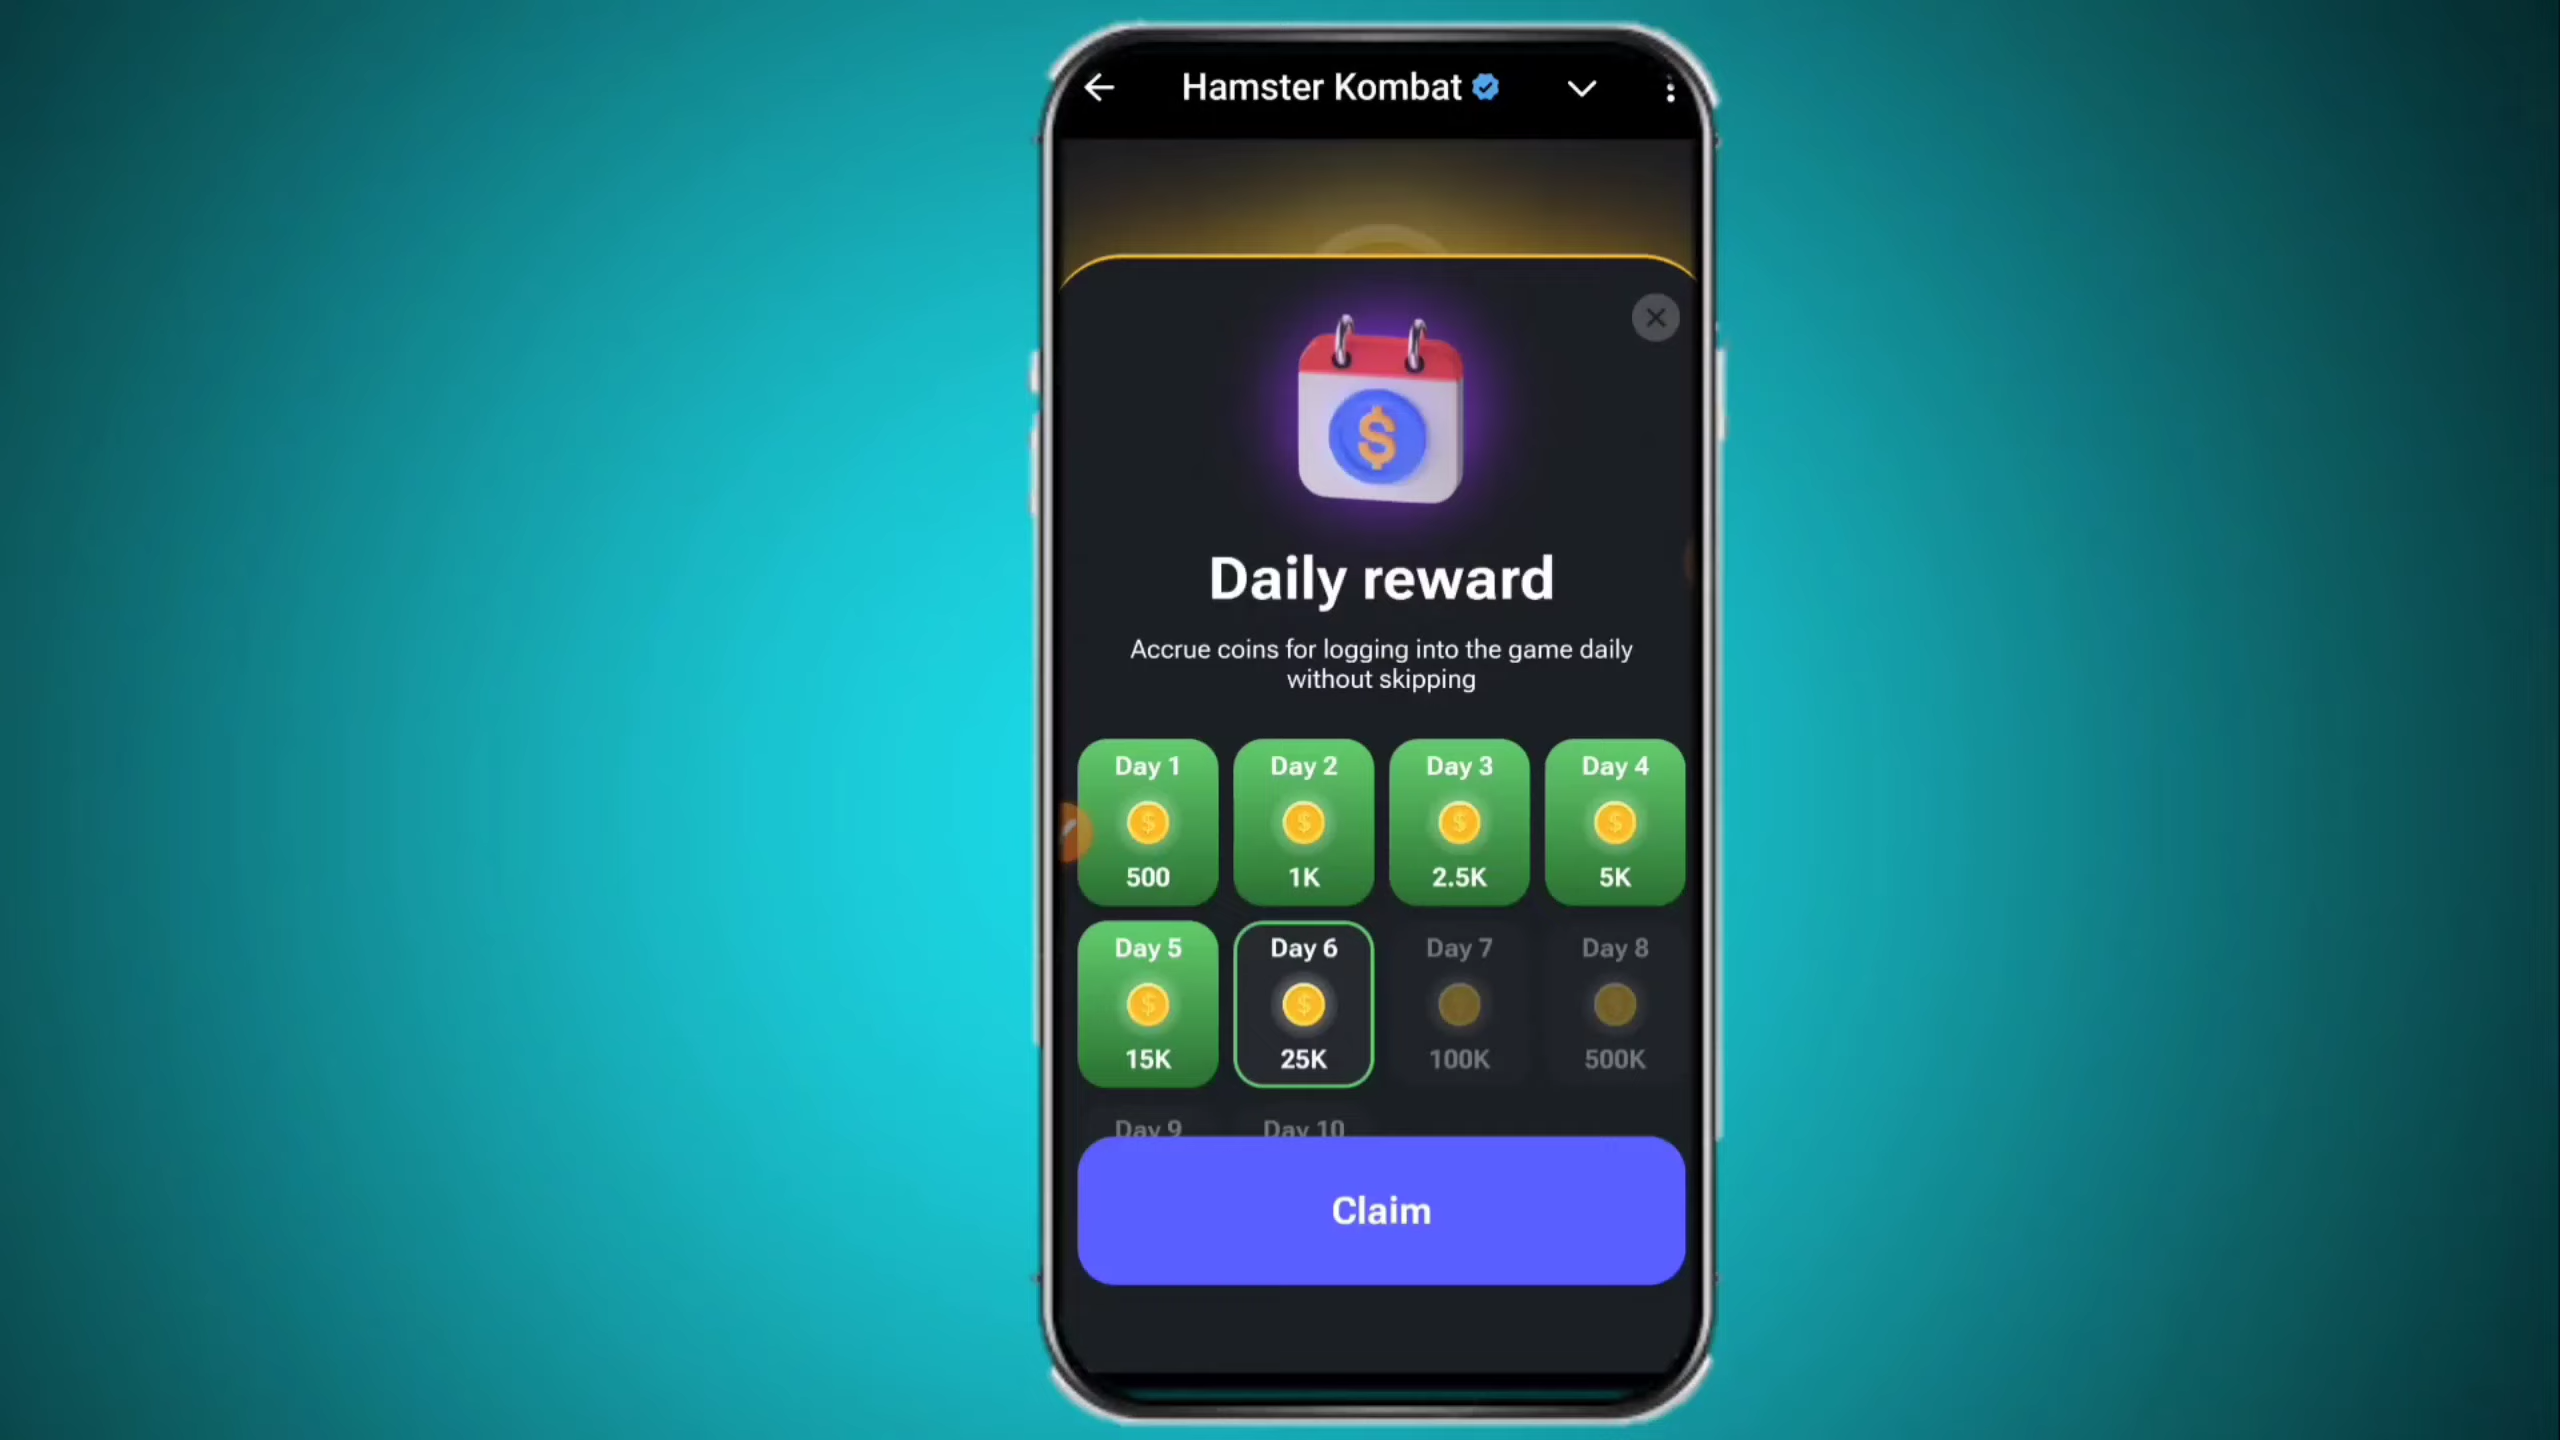 Hamster Kombat
Daily reward
Accrue coins for logging into the game daily
without skipping
Day 1 Day 2 Day 3 Day 4
500 1K 2.5K 5K
Day 5 Day 6 Day 7 Day 8
15K 25K 100K 500K
Day 9 Day 10
Claim